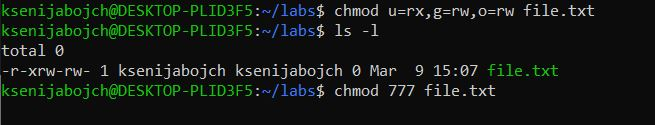 ksenijabojch@DESKTOP-PLID3F5:~/labs$ chmod u=rx,g=rw,o=rw file.txt
ksenijabojch@DESKTOP-PLID3F5:~/labs$ ls -l
total 0
-r-xrw-rw- 1 ksenijabojch ksenijabojch 0 Mar  9 15:07 file.txt
ksenijabojch@DESKTOP-PLID3F5:~/labs$ chmod 777 file.txt